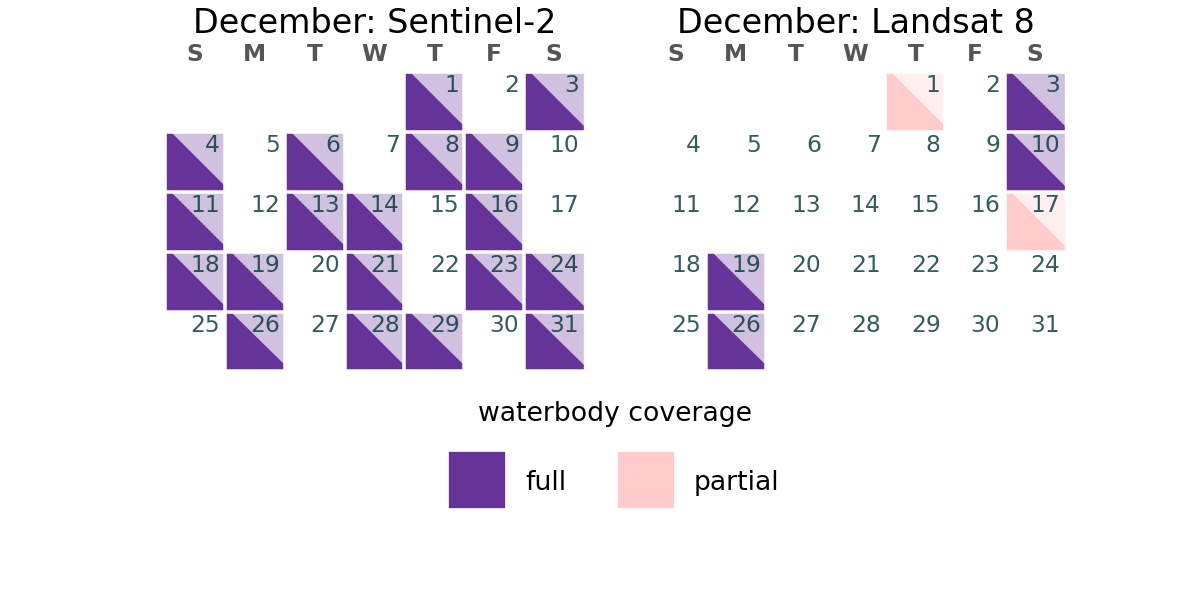 December: Sentinel-2
S M T W T F S
1 2 3
4 5 6 7 8 9 10
11 12 13 14 15 16 17
18 19 20 21 22 23 24
25 26 27 28 29 30 31
December: Landsat 8
S M T W T F S
1 2 3
4 5 6 7 8 9 10
11 12 13 14 15 16 17
18 19 20 21 22 23 24
25 26 27 28 29 30 31
waterbody coverage
full
partial